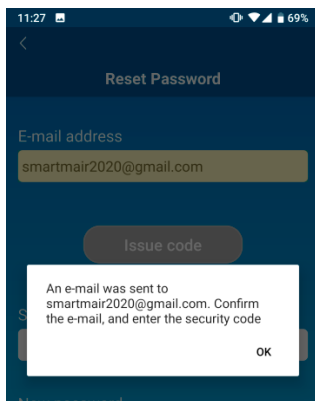 11:27 69%
Reset Password
E-mail address
smartmair2020@gmail.com
Issue code
An e-mail was sent to
smartmair2020@gmail.com. Confirm
the e-mail, and enter the security code
S
OK